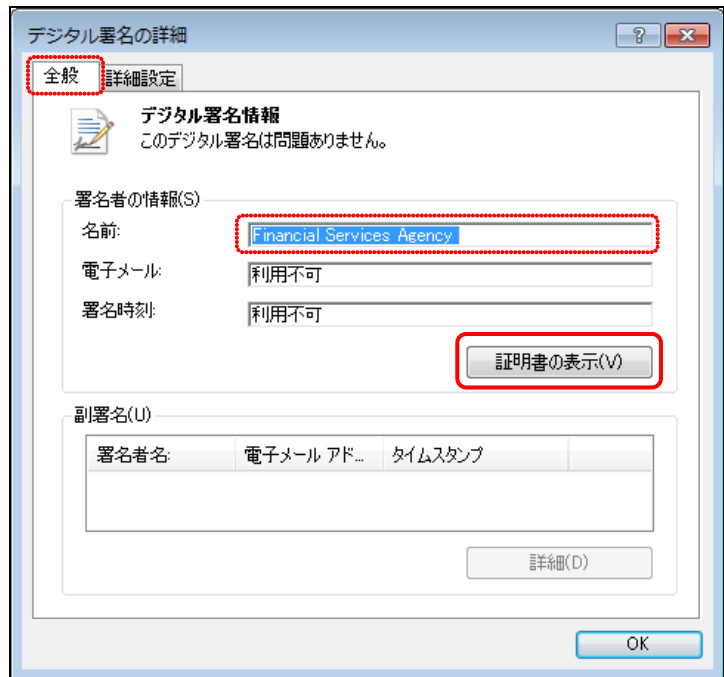 デジタル署名の詳細
全般 詳細設定
デジタル署名情報
このデジタル署名は問題ありません。
署名者の情報(S)
名前: Financial Services Agency
電子メール: 利用不可
署名時刻: 利用不可
証明書の表示(V)
副署名(U)
署名者名: 電子メール アド... タイムスタンプ
詳細(D)
OK